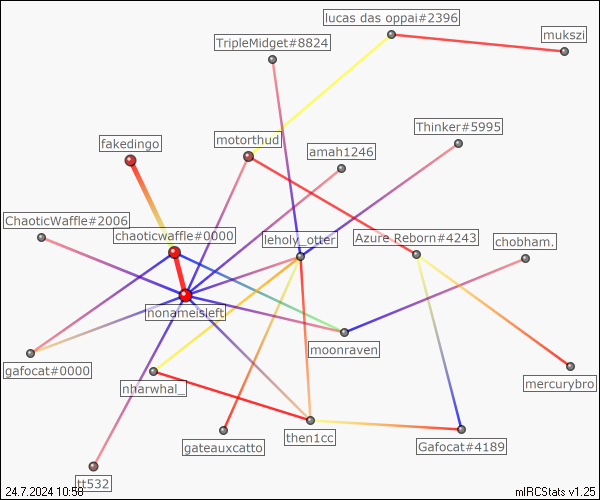 lucas das oppai#2396
mukszi
TripleMidget#8824
Thinker#5995
fakedingo
motorthud
amah1246
ChaoticWaffle#2006
chaoticwaffle#0000
leholy_otter
Azure Reborn#4243
chobham.
nonameisleft
moonraven
gafocat#0000
nharwhal_
mercurybro
gateauxcatto
then1cc
Gafocat#4189
tt532
24.7.2024 10:58
mIRCStats v1.25